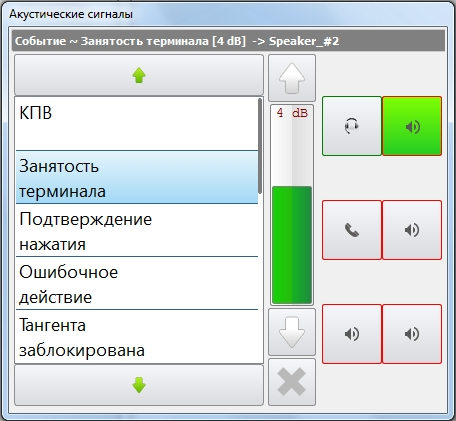 Акустические сигналы
Событие ~ Занятость терминала [4 dB] -> Speaker_#2
КПВ
4 dB
Занятость
терминала
Подтверждение
нажатия
Ошибочное
действие
Тангента
заблокирована